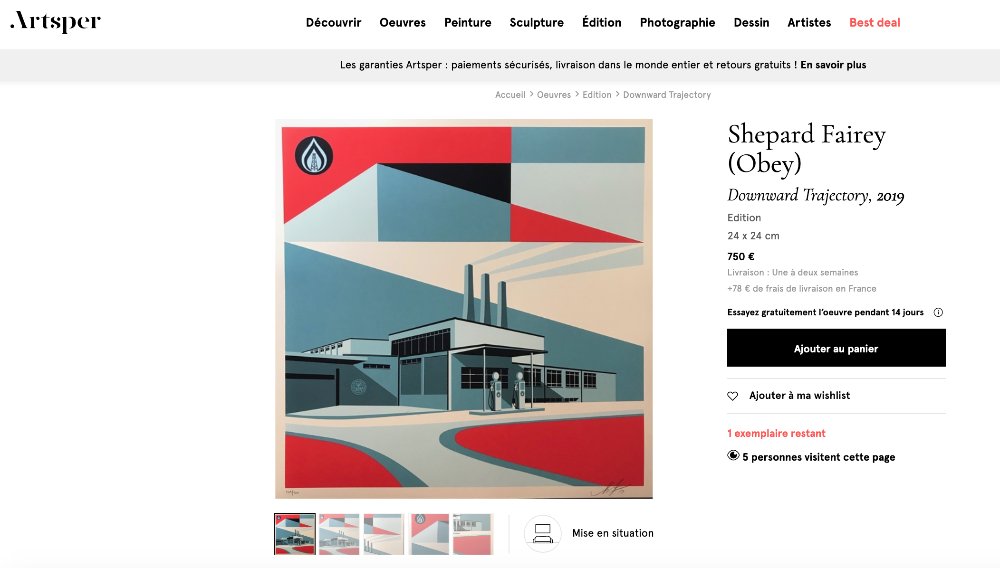 Artsper
Découvrir Oeuvres Peinture Sculpture Édition Photographie Dessin Artistes Best deal
Les garanties Artsper : paiements sécurisés, livraison dans le monde entier et retours gratuits ! En savoir plus
Accueil > Oeuvres > Edition > Downward Trajectory
Shepard Fairey
(Obey)
Downward Trajectory, 2019
Edition
24 x 24 cm
750 €
Livraison : Une à deux semaines
+78 € de frais de livraison en France
Essayez gratuitement l’oeuvre pendant 14 jours
Ajouter au panier
Ajouter à ma wishlist
1 exemplaire restant
5 personnes visitent cette page
Mise en situation